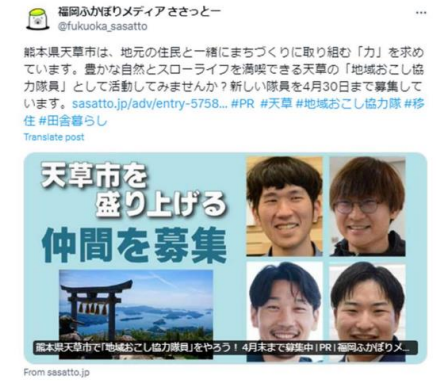 福岡ふかぼりメディア ささっとー
@fukuoka_sasatto
熊本県天草市は、地元の住民と一緒にまちづくりに取り組む「力」を求め
ています。豊かな自然とスローライフを満喫できる天草の「地域おこし協
力隊員」として活動してみませんか？新しい隊員を4月30日まで募集して
います。sasatto.jp/adv/entry-5758… #PR #天草 #地域おこし協力隊 #移
住 #田舎暮らし
Translate post
天草市を
盛り上げる
仲間を募集
熊本県天草市で「地域おこし協力隊員」をやろう！ 4月末まで募集中 | PR | 福岡ふかぼりメ...
From sasatto.jp